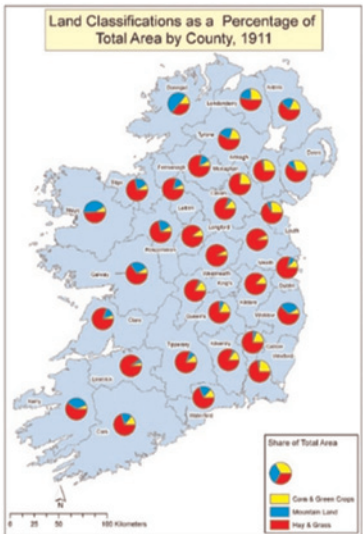 Land Classifications as a Percentage of
Total Area by County, 1911
Donegal
Londonderry
Antrim
Tyrone
Down
Fermanagh
Armagh
Monaghan
Sligo
Leitrim
Cavan
Louth
Mayo
Roscommon
Longford
Meath
Westmeath
Dublin
Galway
King's
Kildare
Queen's
Wicklow
Clare
Carlow
Tipperary
Kilkenny
Wexford
Limerick
Waterford
Kerry
Cork
N
0 25 50 100 Kilometers
Share of Total Area
Corn & Green Crops
Mountain Land
Hay & Grass